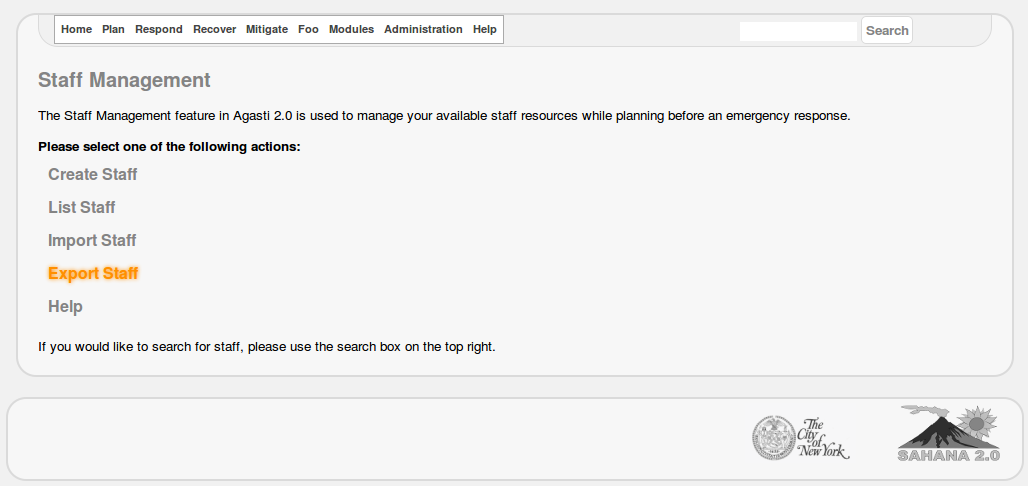 Home Plan Respond Recover Mitigate Foo Modules Administration Help Search
Staff Management
The Staff Management feature in Agasti 2.0 is used to manage your available staff resources while planning before an emergency response.
Please select one of the following actions:
Create Staff
List Staff
Import Staff
Export Staff
Help
If you would like to search for staff, please use the search box on the top right.
The
City
of
New York
SAHANA 2.0